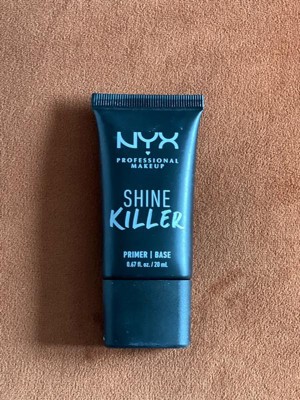 NYX
PROFESSIONAL
MAKEUP
SHINE
KILLER
PRIMER | BASE
0.67 fl. oz. / 20 ml.